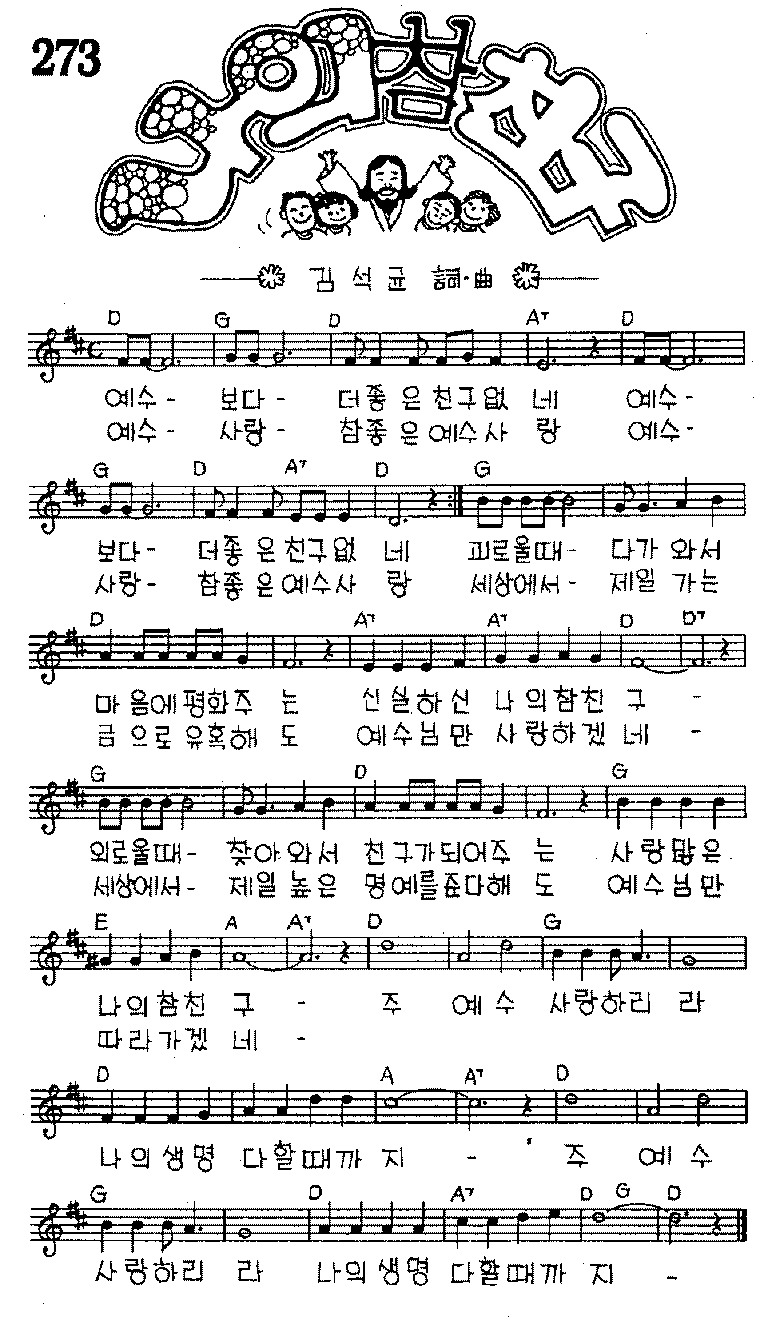 273
나의참친구
김석균 詞·曲
D G D A7 D
예수- 보다- 더좋은친구없네 예수-
예수- 사랑- 참좋은예수사랑 예수-
G D A7 D G
보다- 더좋은친구없네 괴로울때- 다가와서
사랑- 참좋은예수사랑 세상에서- 제일가는
D A7 A7 D D7
마음에평화주는 신실하신 나의참친구 -
금으로유혹해도 예수님만 사랑하겠네 -
G D G
외로울때- 찾아와서 친구가되어주는 사랑많은
세상에서- 제일높은 명예를준다해도 예수님만
E A A7 D G
나의참친구 - 주 예수 사랑하리라
따라가겠네 -
D A A7 D
나의생명 다할때까지 - 주 예수
G D A7 D G D
사랑하리라 나의생명 다할때까지 -